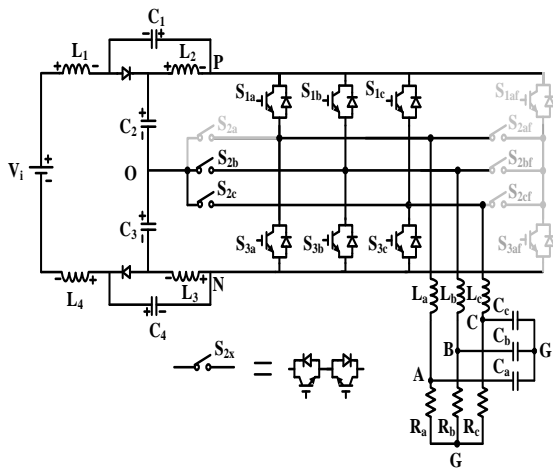 C1
L1
L2
P
S1a
S1b
S1c
S1af
C2
S2a
S2af
Vi
O
S2b
S2bf
S2c
S2cf
C3
S3a
S3b
S3c
S3af
L4
L3
N
C4
La
Lb
Lc
Cc
C
S2x
=
B
Cb
G
A
Ca
Ra
Rb
Rc
G